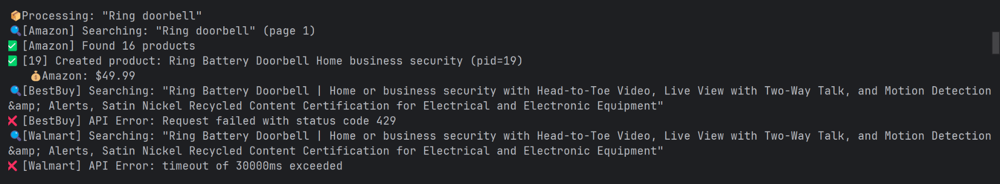 📦Processing: "Ring doorbell"
🔍[Amazon] Searching: "Ring doorbell" (page 1)
✅ [Amazon] Found 16 products
✅ [19] Created product: Ring Battery Doorbell Home business security (pid=19)
💰Amazon: $49.99
🔍[BestBuy] Searching: "Ring Battery Doorbell | Home or business security with Head-to-Toe Video, Live View with Two-Way Talk, and Motion Detection
&amp; Alerts, Satin Nickel Recycled Content Certification for Electrical and Electronic Equipment"
❌ [BestBuy] API Error: Request failed with status code 429
🔍[Walmart] Searching: "Ring Battery Doorbell | Home or business security with Head-to-Toe Video, Live View with Two-Way Talk, and Motion Detection
&amp; Alerts, Satin Nickel Recycled Content Certification for Electrical and Electronic Equipment"
❌ [Walmart] API Error: timeout of 30000ms exceeded